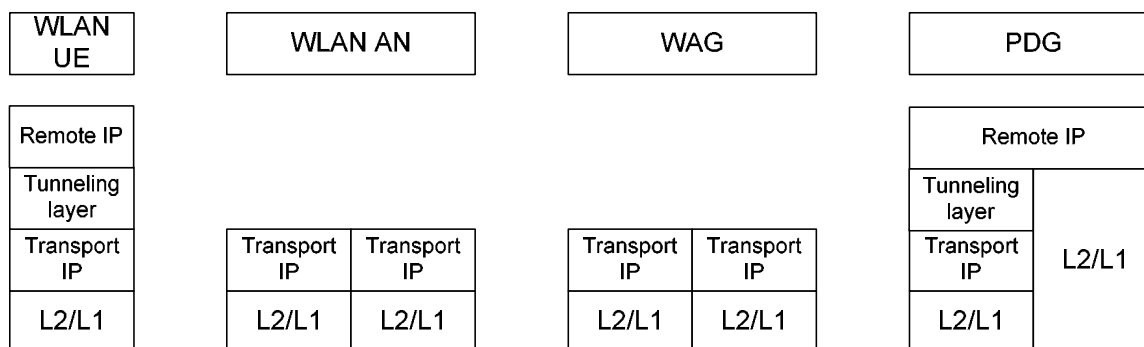 WLAN
UE
WLAN AN
WAG
PDG
Remote IP
Remote IP
Tunneling
layer
Tunneling
layer
L2/L1
Transport
IP
Transport
IP
Transport
IP
Transport
IP
Transport
IP
Transport
IP
L2/L1
L2/L1
L2/L1
L2/L1
L2/L1
L2/L1